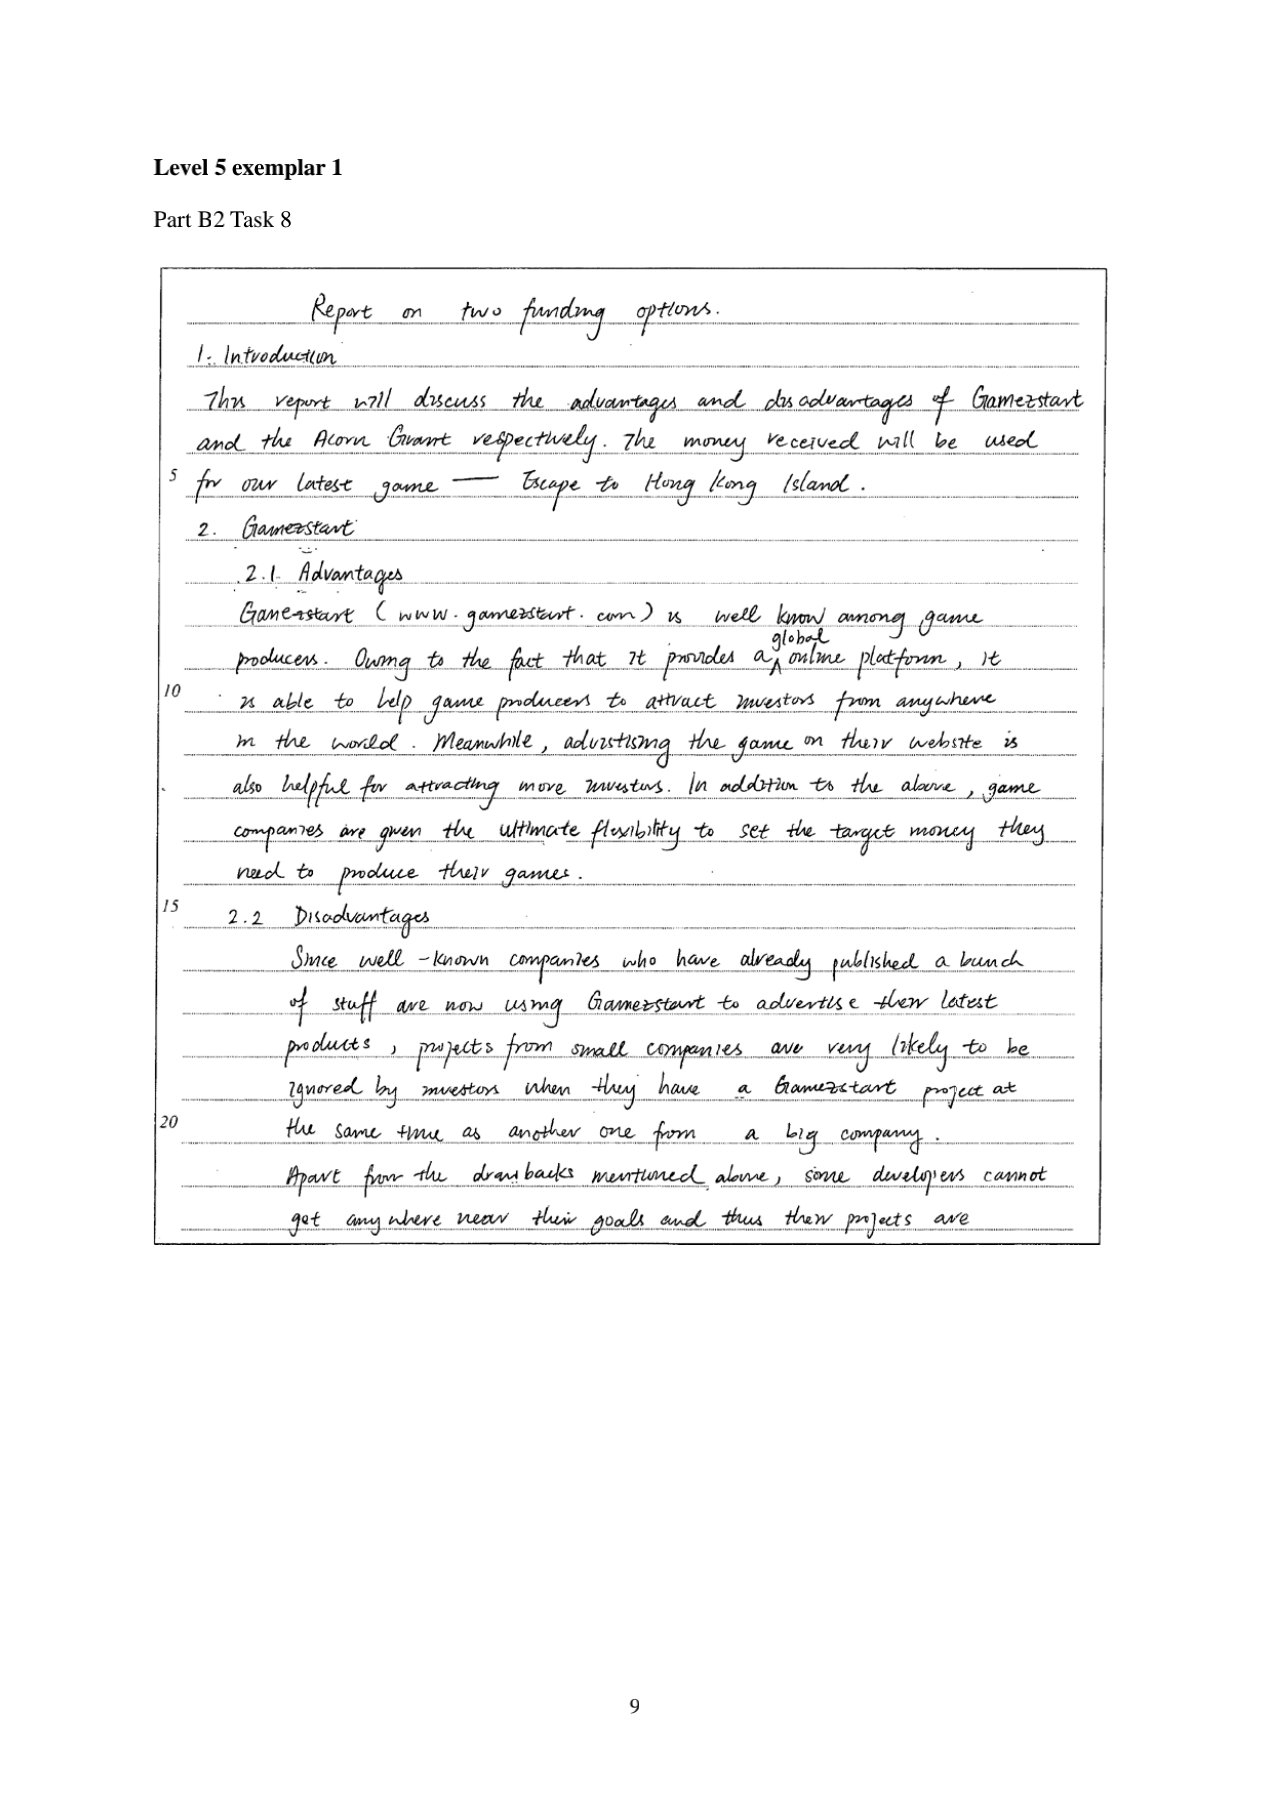 Level 5 exemplar 1
Part B2 Task 8
Report on two funding options.
1. Introduction
This report will discuss the advantages and disadvantages of Gamezstart
and the Acorn Grant respectively. The money received will be used
5 for our latest game — Escape to Hong Kong Island.
2. Gamezstart
2.1 Advantages
Gamezstart (www.gamezstart.com) is well know among game
global
producers. Owing to the fact that it provides a online platform, it
10 is able to help game producers to attract investors from anywhere
in the world. Meanwhile, advistising the game on their website is
also helpful for attracting more investors. In addition to the above, game
companies are given the ultimate flexibility to set the target money they
need to produce their games.
15 2.2 Disadvantages
Since well-known companies who have already published a bunch
of stuff are now using Gamezstart to advertise their latest
products, projects from small companies are very likely to be
ignored by investors when they have a Gamezstart project at
20 the same time as another one from a big company.
Apart from the drawbacks mentioned above, some developers cannot
get anywhere near their goals and thus their projects are
9